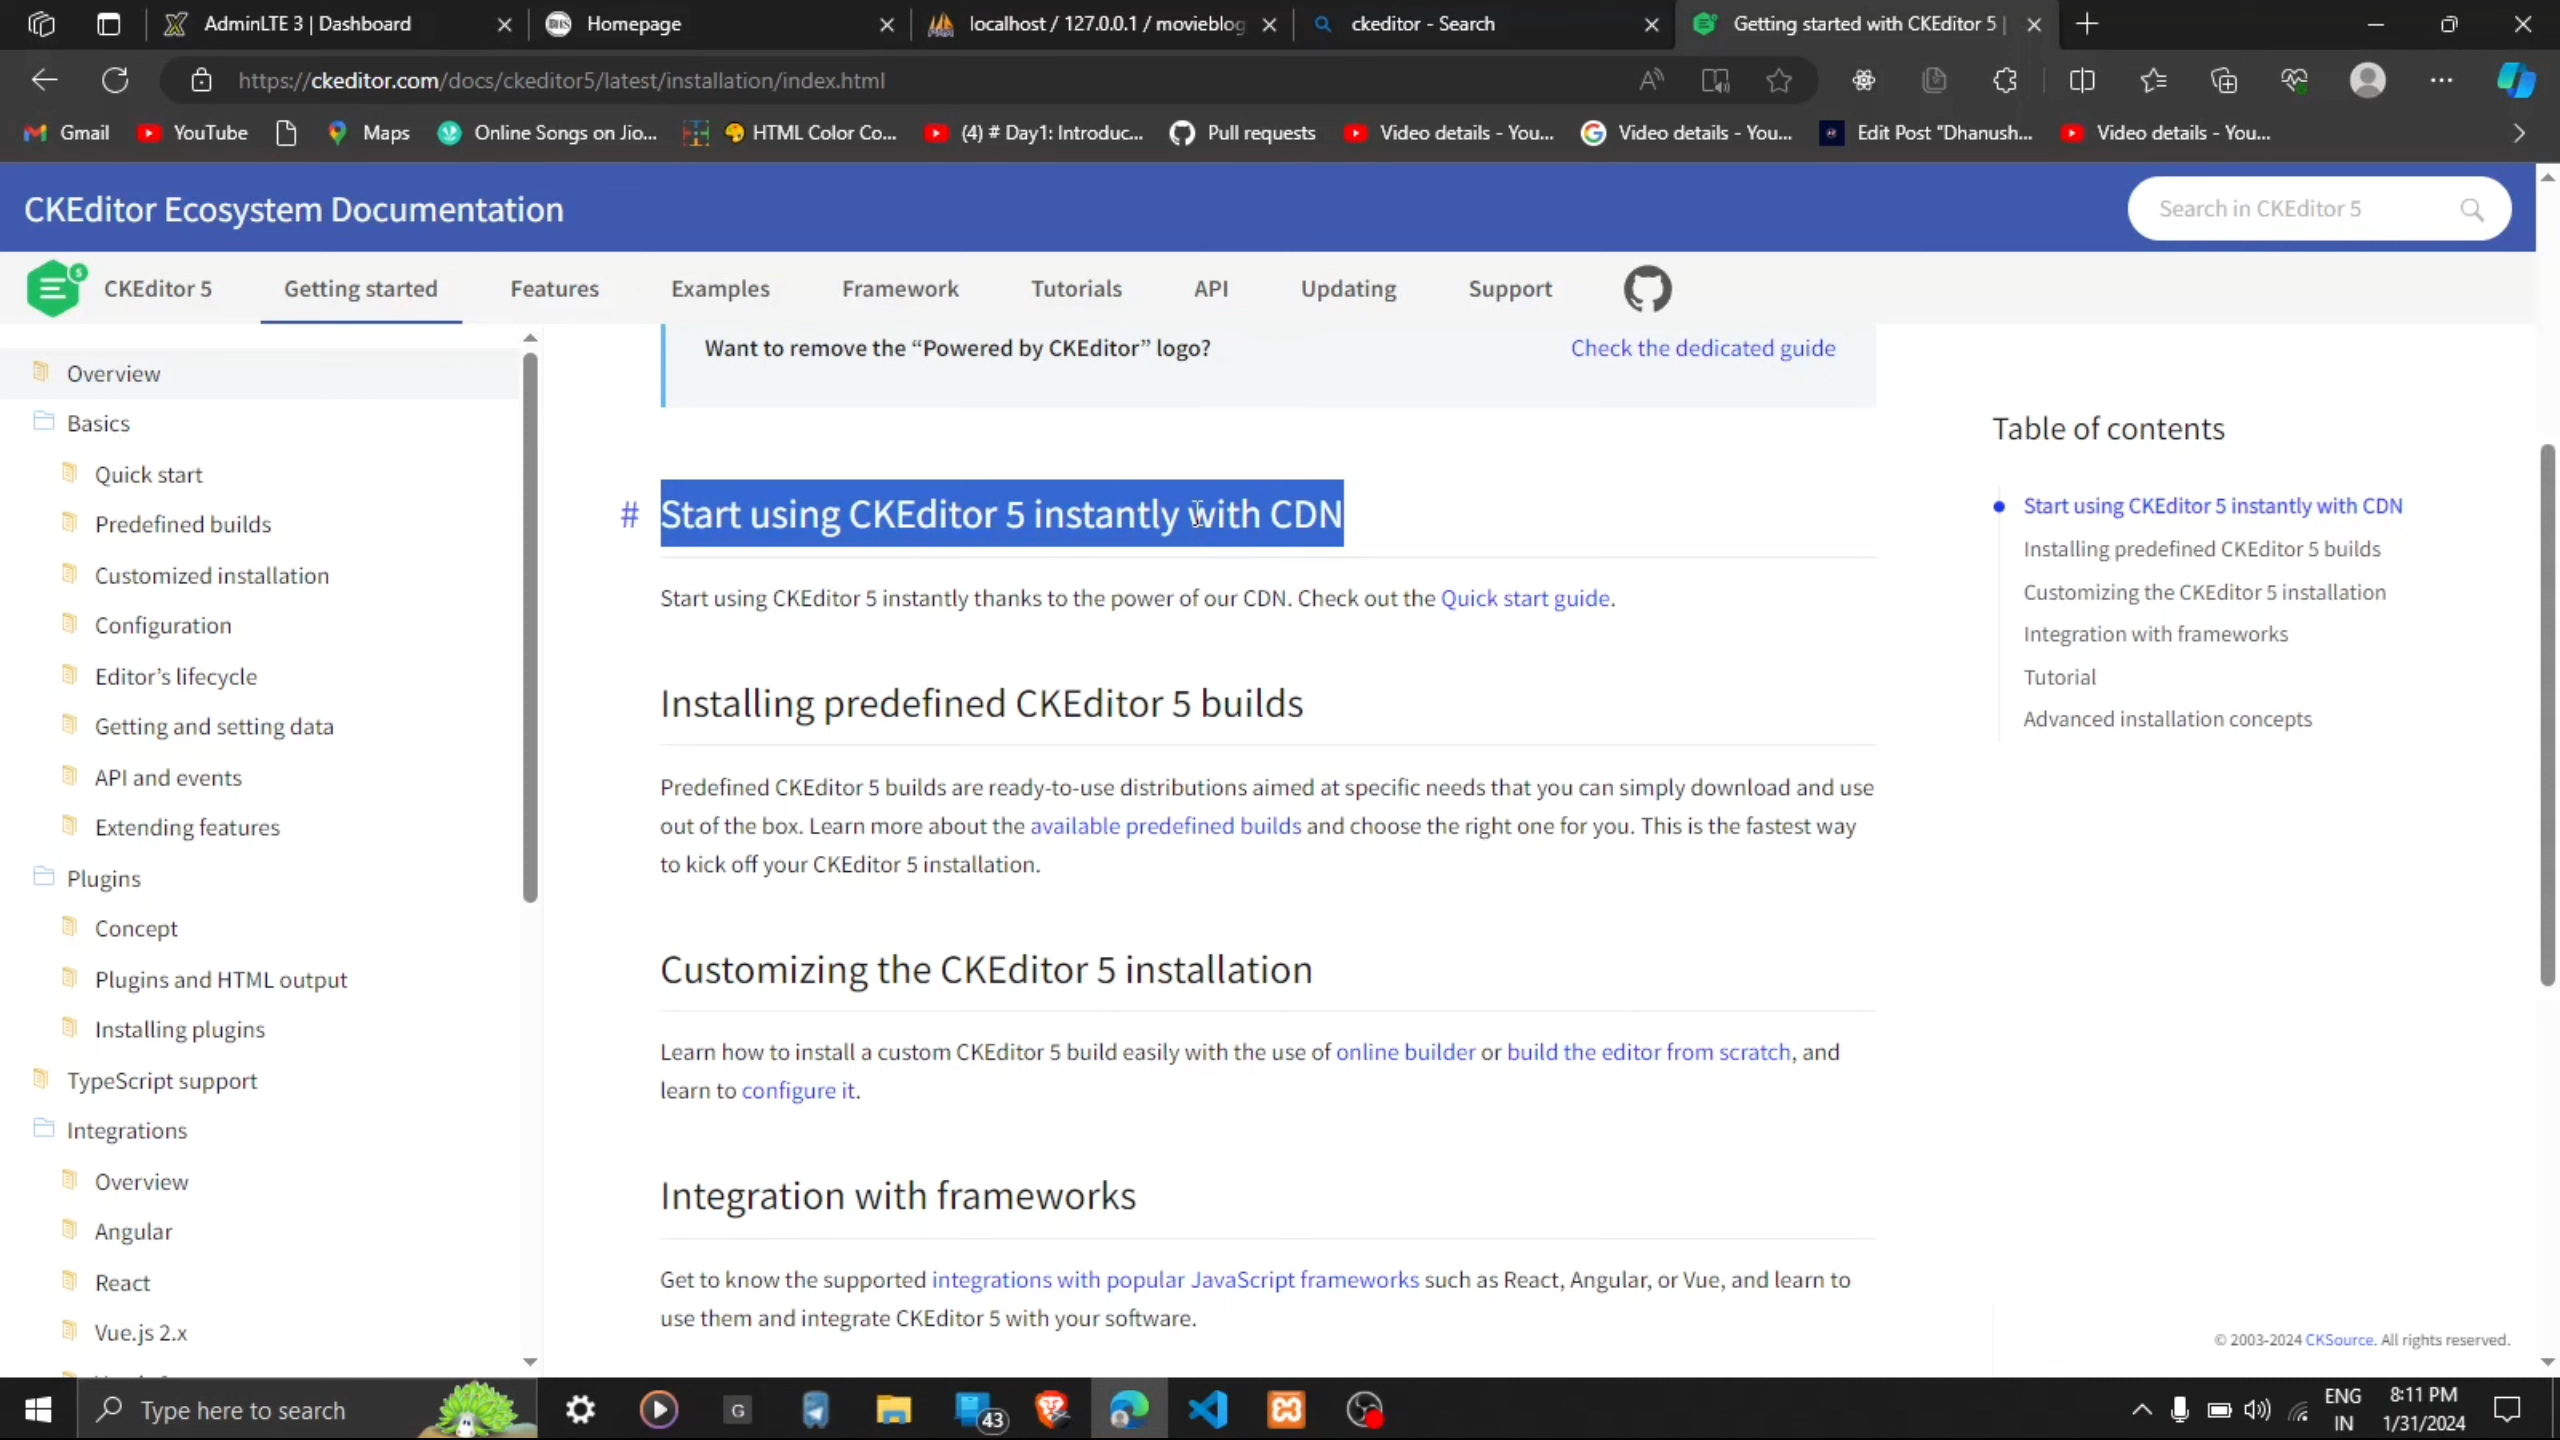 AdminLTE 3 | Dashboard
Homepage
localhost / 127.0.0.1 / movieblog
ckeditor - Search
Getting started with CKEditor 5 |
https://ckeditor.com/docs/ckeditor5/latest/installation/index.html
Gmail
YouTube
Maps
Online Songs on Jio...
HTML Color Co...
(4) # Day1: Introduc...
Pull requests
Video details - You...
Video details - You...
Edit Post "Dhanush...
Video details - You...
CKEditor Ecosystem Documentation
Search in CKEditor 5
CKEditor 5
Getting started
Features
Examples
Framework
Tutorials
API
Updating
Support
Overview
Basics
Quick start
Predefined builds
Customized installation
Configuration
Editor’s lifecycle
Getting and setting data
API and events
Extending features
Plugins
Concept
Plugins and HTML output
Installing plugins
TypeScript support
Integrations
Overview
Angular
React
Vue.js 2.x
Want to remove the “Powered by CKEditor” logo?
Check the dedicated guide
# Start using CKEditor 5 instantly with CDN
Start using CKEditor 5 instantly thanks to the power of our CDN. Check out the Quick start guide.
Installing predefined CKEditor 5 builds
Predefined CKEditor 5 builds are ready-to-use distributions aimed at specific needs that you can simply download and use
out of the box. Learn more about the available predefined builds and choose the right one for you. This is the fastest way
to kick off your CKEditor 5 installation.
Customizing the CKEditor 5 installation
Learn how to install a custom CKEditor 5 build easily with the use of online builder or build the editor from scratch, and
learn to configure it.
Integration with frameworks
Get to know the supported integrations with popular JavaScript frameworks such as React, Angular, or Vue, and learn to
use them and integrate CKEditor 5 with your software.
Table of contents
Start using CKEditor 5 instantly with CDN
Installing predefined CKEditor 5 builds
Customizing the CKEditor 5 installation
Integration with frameworks
Tutorial
Advanced installation concepts
© 2003-2024 CKSource. All rights reserved.
Type here to search
G
43
ENG
IN
8:11 PM
1/31/2024